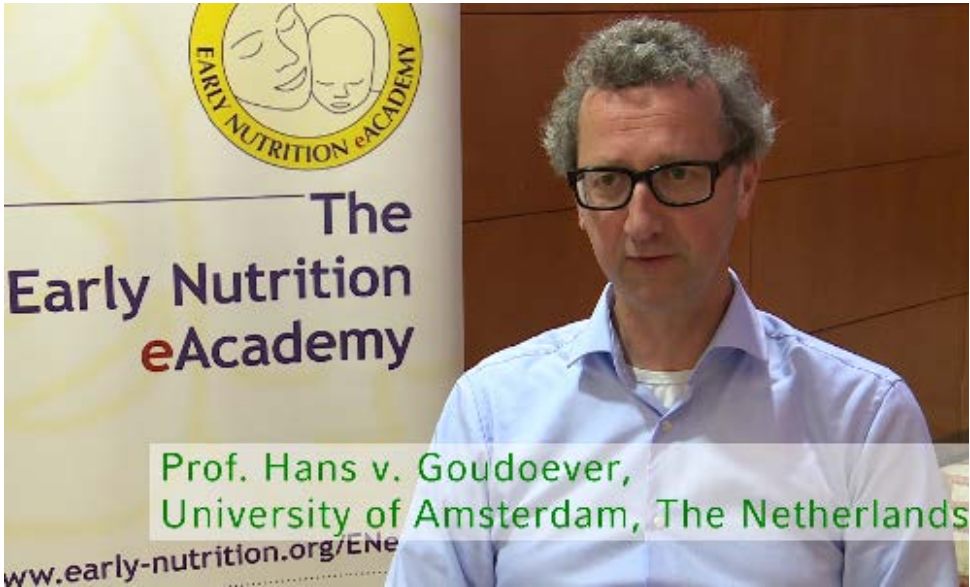 EARLY NUTRITION eACADEMY
The
Early Nutrition
eAcademy
Prof. Hans v. Goudoever,
University of Amsterdam, The Netherlands
www.early-nutrition.org/ENe